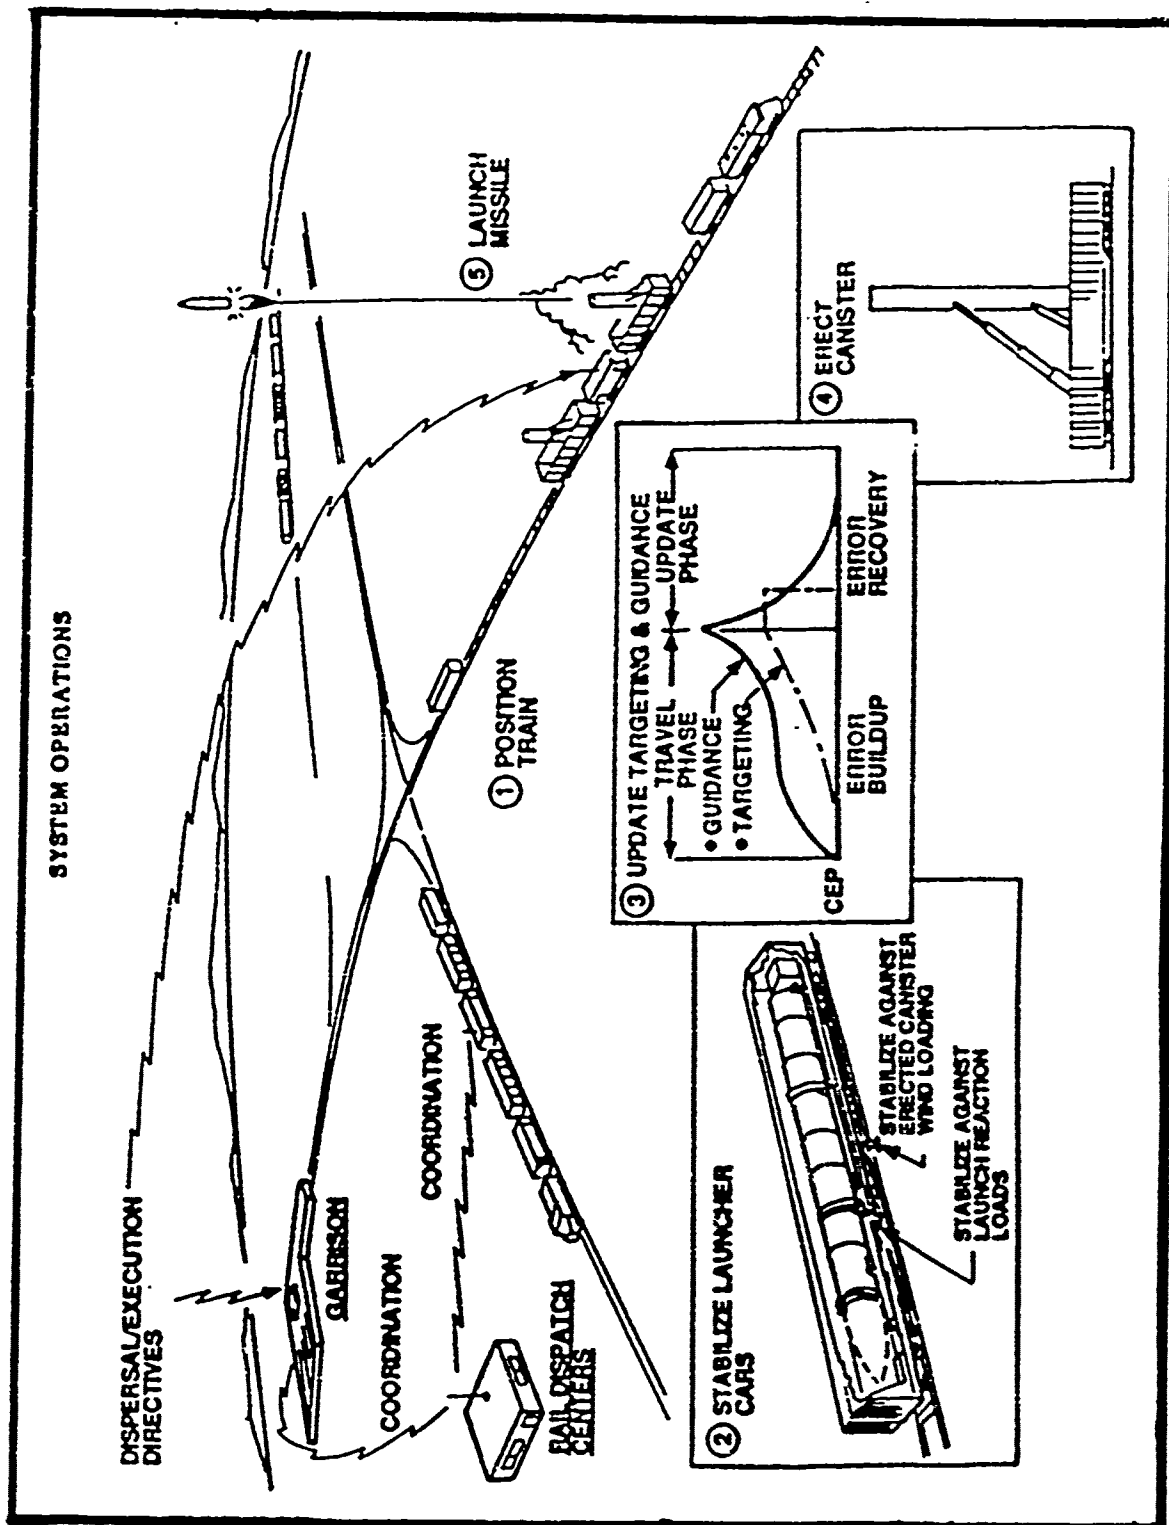 SYSTEM OPERATIONS
DISPERSAL/EXECUTION
DIRECTIVES
GARRISON
COORDINATION
COORDINATION
RAIL DISPATCH
CENTERS
① POSITION
TRAIN
⑤ LAUNCH
MISSILE
② STABILIZE LAUNCHER
CARS
STABILIZE AGAINST
ERECTED CANISTER
WIND LOADING
STABILIZE AGAINST
LAUNCH REACTION
LOADS
③ UPDATE TARGETING & GUIDANCE
TRAVEL
PHASE
UPDATE
PHASE
• GUIDANCE
• TARGETING
CEP
ERROR
BUILDUP
ERROR
RECOVERY
④ ERECT
CANISTER